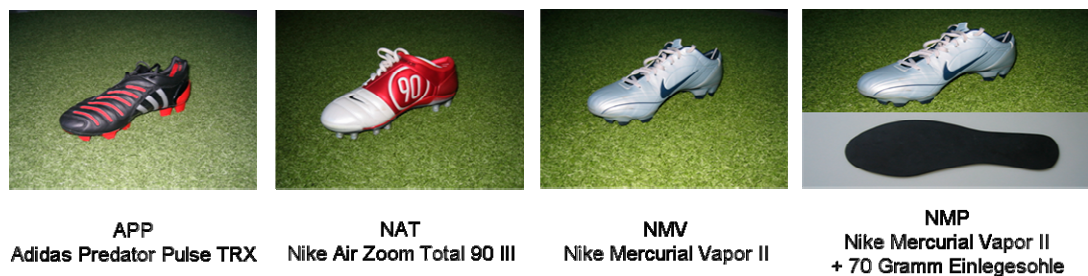 90
APP
Adidas Predator Pulse TRX
NAT
Nike Air Zoom Total 90 III
NMV
Nike Mercurial Vapor II
NMP
Nike Mercurial Vapor II
+ 70 Gramm Einlegesohle